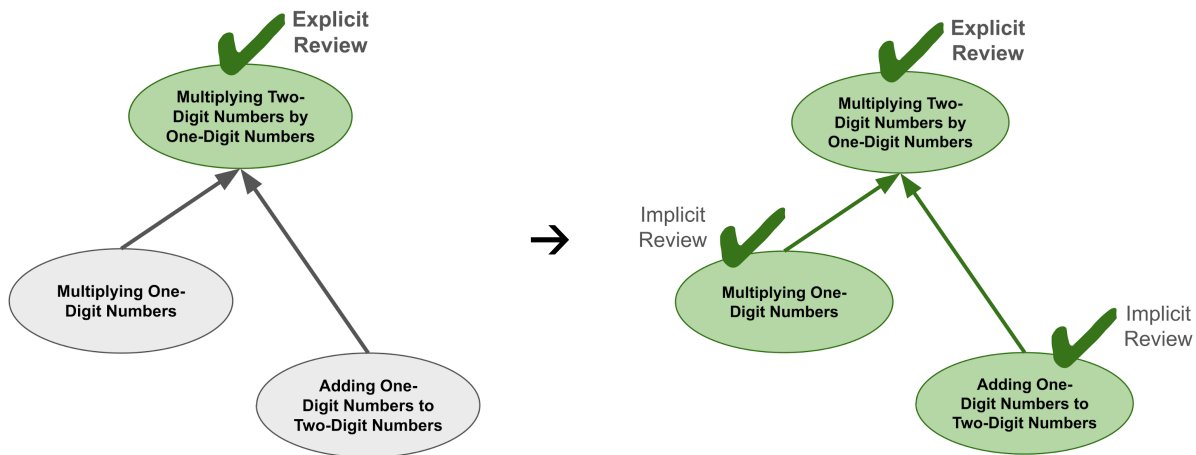 Explicit
Review
Multiplying Two-
Digit Numbers by
One-Digit Numbers
Multiplying One-
Digit Numbers
Adding One-
Digit Numbers to
Two-Digit Numbers
Explicit
Review
Multiplying Two-
Digit Numbers by
One-Digit Numbers
Implicit
Review
Multiplying One-
Digit Numbers
Implicit
Review
Adding One-
Digit Numbers to
Two-Digit Numbers